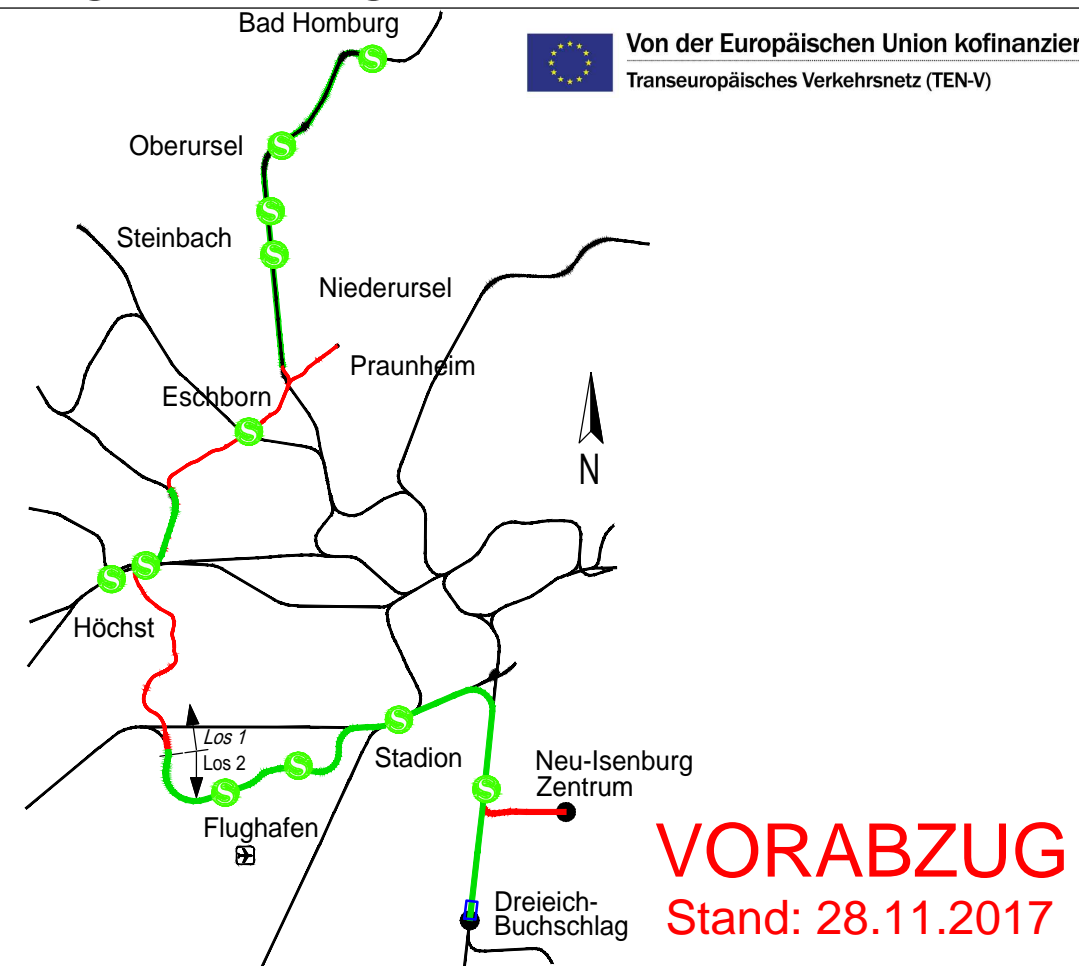 Bad Homburg
Von der Europäischen Union kofinanzier
Transeuropäisches Verkehrsnetz (TEN-V)
Oberursel
Steinbach
Niederursel
Praunheim
Eschborn
N
Höchst
Los 1
Los 2
Stadion
Neu-Isenburg
Zentrum
Flughafen
VORABZUG
Stand: 28.11.2017
Dreieich-
Buchschlag